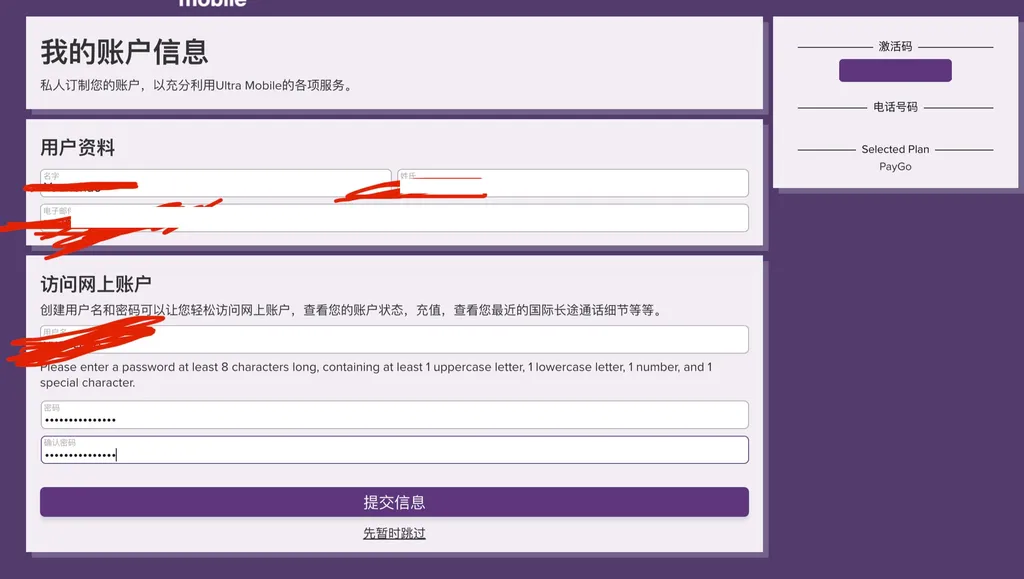 mobile
我的账户信息
私人订制您的账户，以充分利用Ultra Mobile的各项服务。
用户资料
名字
姓氏
电子邮件
访问网上账户
创建用户名和密码可以让您轻松访问网上账户，查看您的账户状态，充值，查看您最近的国际长途通话细节等等。
用户名
Please enter a password at least 8 characters long, containing at least 1 uppercase letter, 1 lowercase letter, 1 number, and 1
special character.
密码
确认密码
提交信息
先暂时跳过
激活码
电话号码
Selected Plan
PayGo